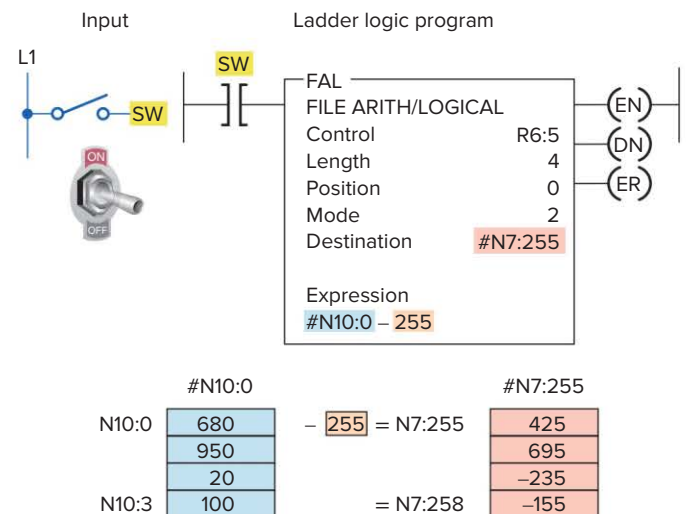 Input Ladder logic program
L1
SW
SW
ON
OFF
FAL
FILE ARITH/LOGICAL
Control R6:5
Length 4
Position 0
Mode 2
Destination #N7:255
Expression
#N10:0 – 255
EN
DN
ER
#N10:0 #N7:255
N10:0 680 – 255 = N7:255 425
950 695
20 –235
N10:3 100 = N7:258 –155